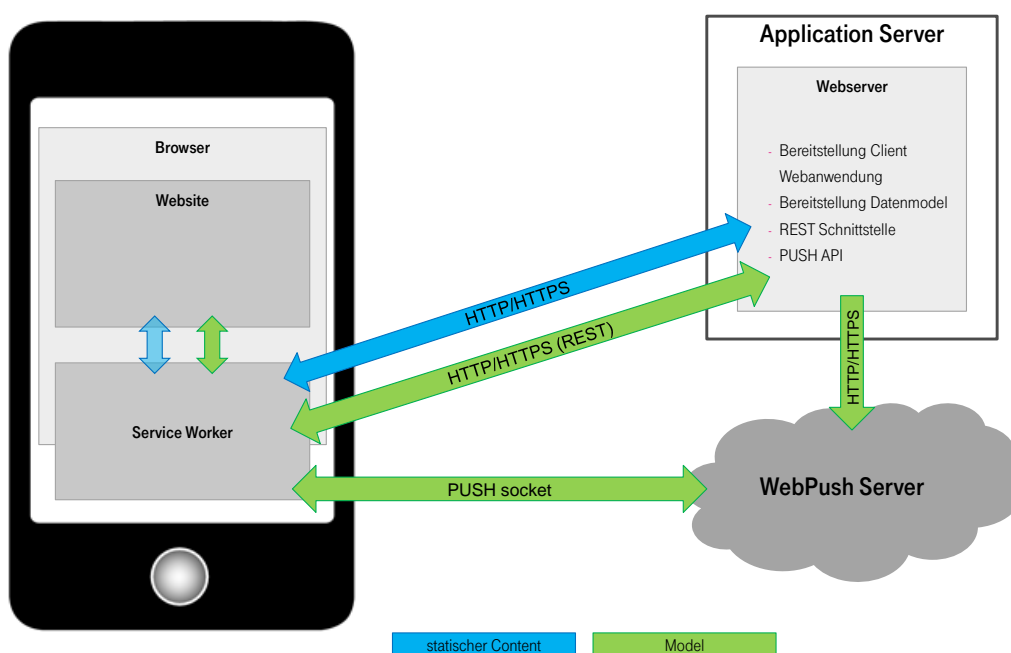 Application Server
Webserver
- Bereitstellung Client
Webanwendung
- Bereitstellung Datenmodel
- REST Schnittstelle
- PUSH API
Browser
Website
HTTP/HTTPS
HTTP/HTTPS (REST)
HTTP/HTTPS
Service Worker
PUSH socket
WebPush Server
statischer Content
Model